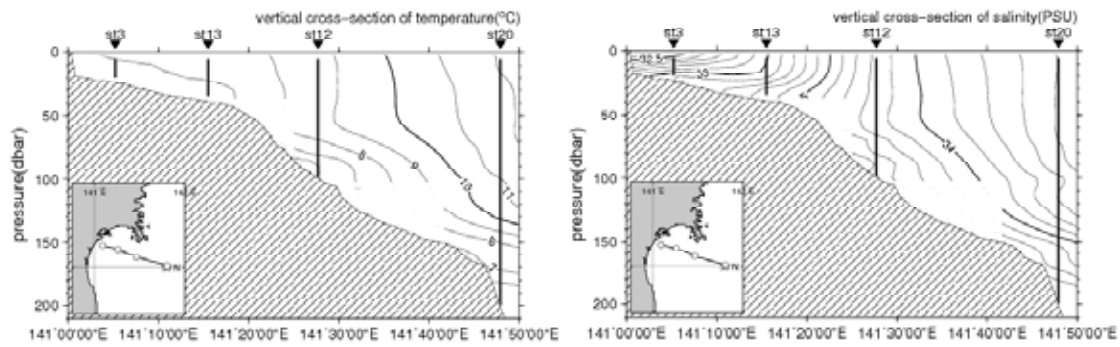 vertical cross-section of temperature(°C)
st3 st13 st12 st20
0
50
100
150
200
pressure(dbar)
8
9
10
11
8
7
141°E
141°00'00"E 141°10'00"E 141°20'00"E 141°30'00"E 141°40'00"E 141°50'00"E
vertical cross-section of salinity(PSU)
st3 st13 st12 st20
0
50
100
150
200
pressure(dbar)
34
141°E
141°00'00"E 141°10'00"E 141°20'00"E 141°30'00"E 141°40'00"E 141°50'00"E